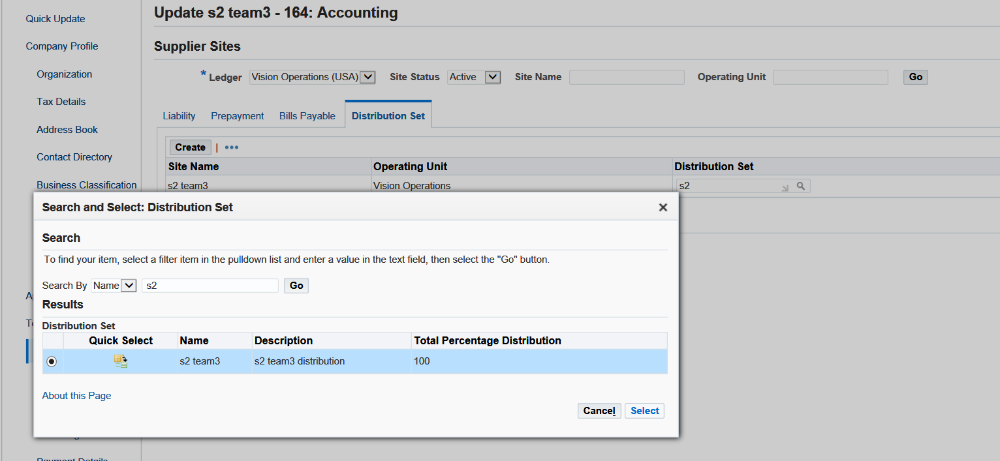 Quick Update
Company Profile
Organization
Tax Details
Address Book
Contact Directory
Business Classification
Update s2 team3 - 164: Accounting
Supplier Sites
* Ledger Vision Operations (USA) Site Status Active Site Name Operating Unit Go
Liability Prepayment Bills Payable Distribution Set
Create | •••
Site Name Operating Unit Distribution Set
s2 team3 Vision Operations s2
Search and Select: Distribution Set
Search
To find your item, select a filter item in the pulldown list and enter a value in the text field, then select the "Go" button.
Search By Name s2 Go
Results
Distribution Set
Quick Select Name Description Total Percentage Distribution
s2 team3 s2 team3 distribution 100
About this Page
Cancel Select
Payment Details